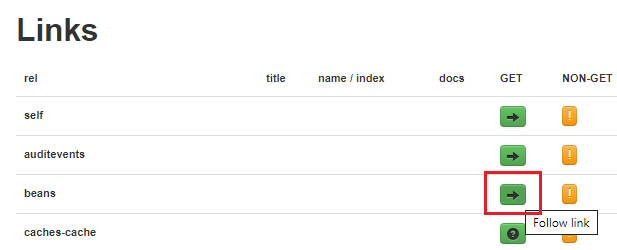 Links
rel title name / index docs GET NON-GET
self !
auditevents !
beans !
Follow link
caches-cache ?